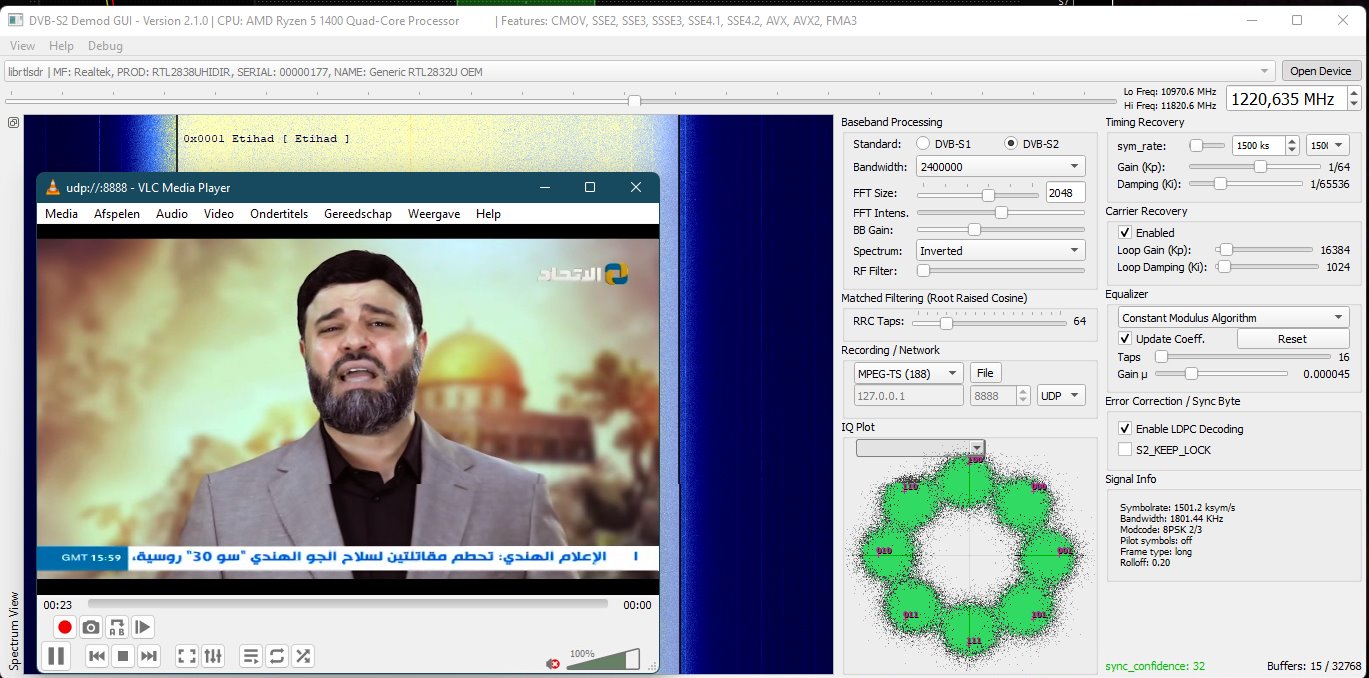 DVB-S2 Demod GUI - Version 2.1.0 | CPU: AMD Ryzen 5 1400 Quad-Core Processor | Features: CMOV, SSE2, SSE3, SSSE3, SSE4.1, SSE4.2, AVX, AVX2, FMA3
View Help Debug
librtlsdr | MF: Realtek, PROD: RTL2838UHIDIR, SERIAL: 00000177, NAME: Generic RTL2832U OEM
Open Device
Lo Freq: 10970.6 MHz
Hi Freq: 11820.6 MHz
1220,635 MHz
0x0001 Etihad [ Etihad ]
udp://:8888 - VLC Media Player
Media Afspelen Audio Video Ondertitels Gereedschap Weergave Help
الاتحاد
GMT 15:59
الإعلام الهندي: تحطم مقاتلتين لسلاح الجو الهندي "سو 30" روسية،
00:23
00:00
A B
100%
Spectrum View
Baseband Processing
Standard: DVB-S1 DVB-S2
Bandwidth: 2400000
FFT Size: 2048
FFT Intens.
BB Gain:
Spectrum: Inverted
RF Filter:
Matched Filtering (Root Raised Cosine)
RRC Taps: 64
Recording / Network
MPEG-TS (188) File
127.0.0.1 8888 UDP
IQ Plot
100
110
000
010
001
011
101
111
Timing Recovery
sym_rate: 1500 ks
Gain (Kp): 1/64
Damping (Ki): 1/65536
Carrier Recovery
Enabled
Loop Gain (Kp): 16384
Loop Damping (Ki): 1024
Equalizer
Constant Modulus Algorithm
Update Coeff. Reset
Taps 16
Gain µ 0.000045
Error Correction / Sync Byte
Enable LDPC Decoding
S2_KEEP_LOCK
Signal Info
Symbolrate: 1501.2 ksym/s
Bandwidth: 1801.44 KHz
Modcode: 8PSK 2/3
Pilot symbols: off
Frame type: long
Rolloff: 0.20
sync_confidence: 32
Buffers: 15 / 32768